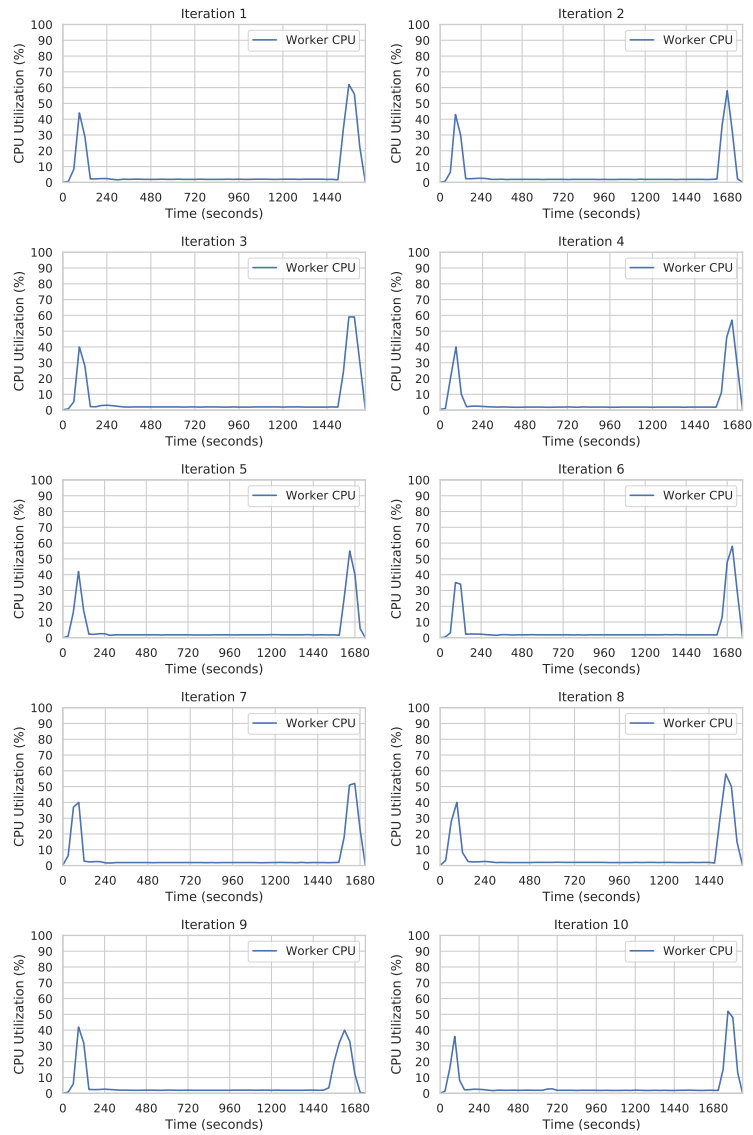 Iteration 1
100
90
80
70
60
50
40
30
20
10
0
CPU Utilization (%)
Worker CPU
0 240 480 720 960 1200 1440
Time (seconds)
Iteration 2
100
90
80
70
60
50
40
30
20
10
0
CPU Utilization (%)
Worker CPU
0 240 480 720 960 1200 1440 1680
Time (seconds)
Iteration 3
100
90
80
70
60
50
40
30
20
10
0
CPU Utilization (%)
Worker CPU
0 240 480 720 960 1200 1440
Time (seconds)
Iteration 4
100
90
80
70
60
50
40
30
20
10
0
CPU Utilization (%)
Worker CPU
0 240 480 720 960 1200 1440 1680
Time (seconds)
Iteration 5
100
90
80
70
60
50
40
30
20
10
0
CPU Utilization (%)
Worker CPU
0 240 480 720 960 1200 1440 1680
Time (seconds)
Iteration 6
100
90
80
70
60
50
40
30
20
10
0
CPU Utilization (%)
Worker CPU
0 240 480 720 960 1200 1440 1680
Time (seconds)
Iteration 7
100
90
80
70
60
50
40
30
20
10
0
CPU Utilization (%)
Worker CPU
0 240 480 720 960 1200 1440 1680
Time (seconds)
Iteration 8
100
90
80
70
60
50
40
30
20
10
0
CPU Utilization (%)
Worker CPU
0 240 480 720 960 1200 1440
Time (seconds)
Iteration 9
100
90
80
70
60
50
40
30
20
10
0
CPU Utilization (%)
Worker CPU
0 240 480 720 960 1200 1440 1680
Time (seconds)
Iteration 10
100
90
80
70
60
50
40
30
20
10
0
CPU Utilization (%)
Worker CPU
0 240 480 720 960 1200 1440 1680
Time (seconds)